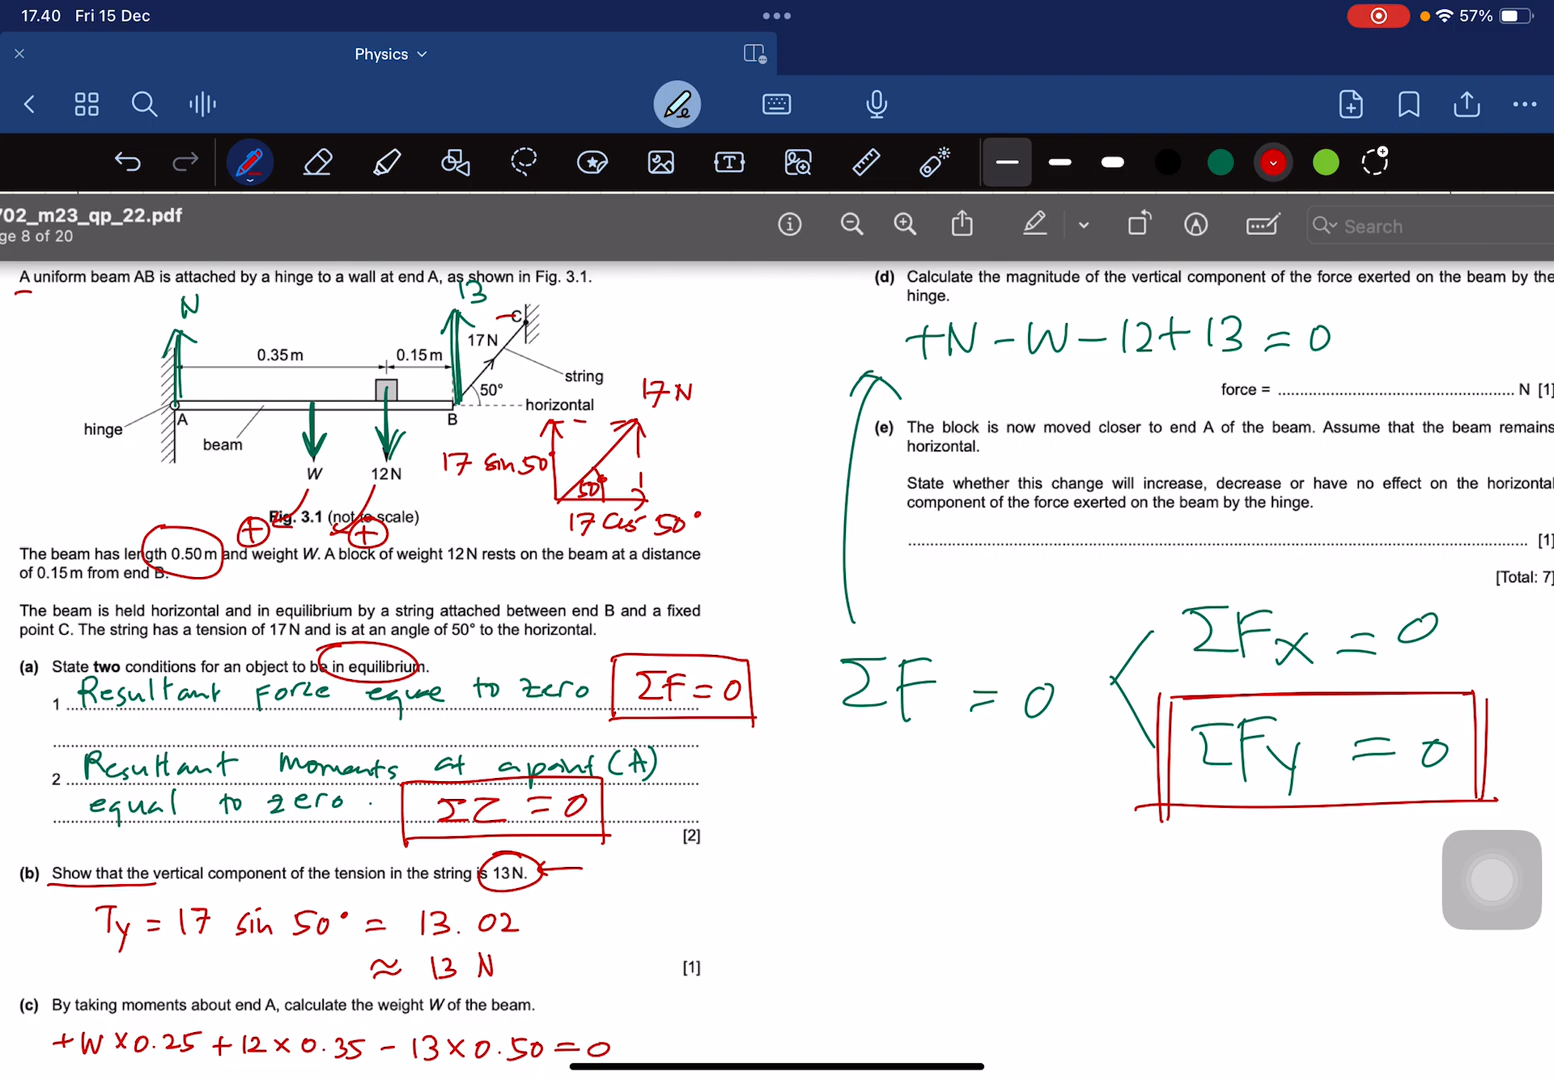 17.40 Fri 15 Dec
57%
Physics
702_m23_qp_22.pdf
ge 8 of 20
Search
A uniform beam AB is attached by a hinge to a wall at end A, as shown in Fig. 3.1.
N
13
C
17 N
0.35 m
0.15 m
string
50°
horizontal
17 N
A
B
hinge
beam
17 sin 50
50°
W
12 N
17 cos 50°
Fig. 3.1 (not to scale)
+
+
The beam has length 0.50 m and weight W. A block of weight 12 N rests on the beam at a distance
of 0.15 m from end B.
The beam is held horizontal and in equilibrium by a string attached between end B and a fixed
point C. The string has a tension of 17 N and is at an angle of 50° to the horizontal.
(a) State two conditions for an object to be in equilibrium.
1 Resultant Force eque to zero ΣF = 0
2 Resultant moments at a point (A)
equal to zero. Στ = 0
[2]
(b) Show that the vertical component of the tension in the string is 13 N.
Ty = 17 sin 50° = 13.02
≈ 13 N
[1]
(c) By taking moments about end A, calculate the weight W of the beam.
+W × 0.25 + 12 × 0.35 − 13 × 0.50 = 0
(d) Calculate the magnitude of the vertical component of the force exerted on the beam by the
hinge.
+N − W − 12 + 13 = 0
force = ........................ N [1]
(e) The block is now moved closer to end A of the beam. Assume that the beam remains
horizontal.
State whether this change will increase, decrease or have no effect on the horizontal
component of the force exerted on the beam by the hinge.
[1]
[Total: 7]
ΣFx = 0
ΣF = 0
ΣFy = 0